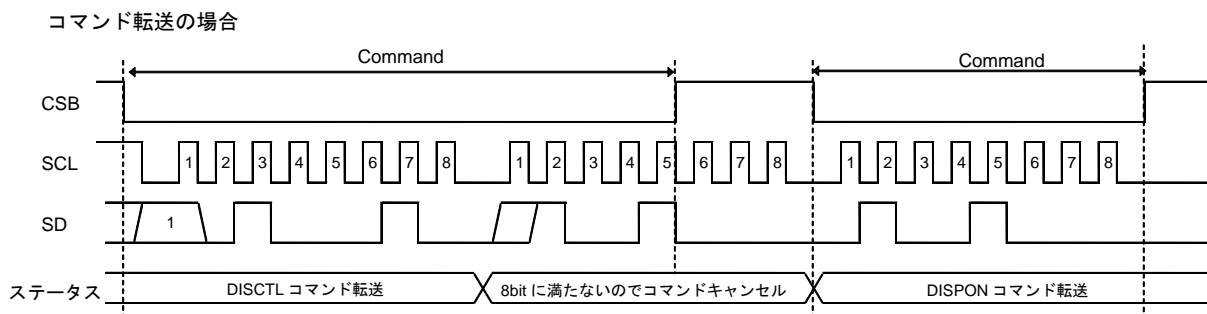 コマンド転送の場合
Command Command
CSB
SCL 1 2 3 4 5 6 7 8 1 2 3 4 5 6 7 8 1 2 3 4 5 6 7 8
SD 1
ステータス DISCTL コマンド転送 8bit に満たないのでコマンドキャンセル DISPON コマンド転送